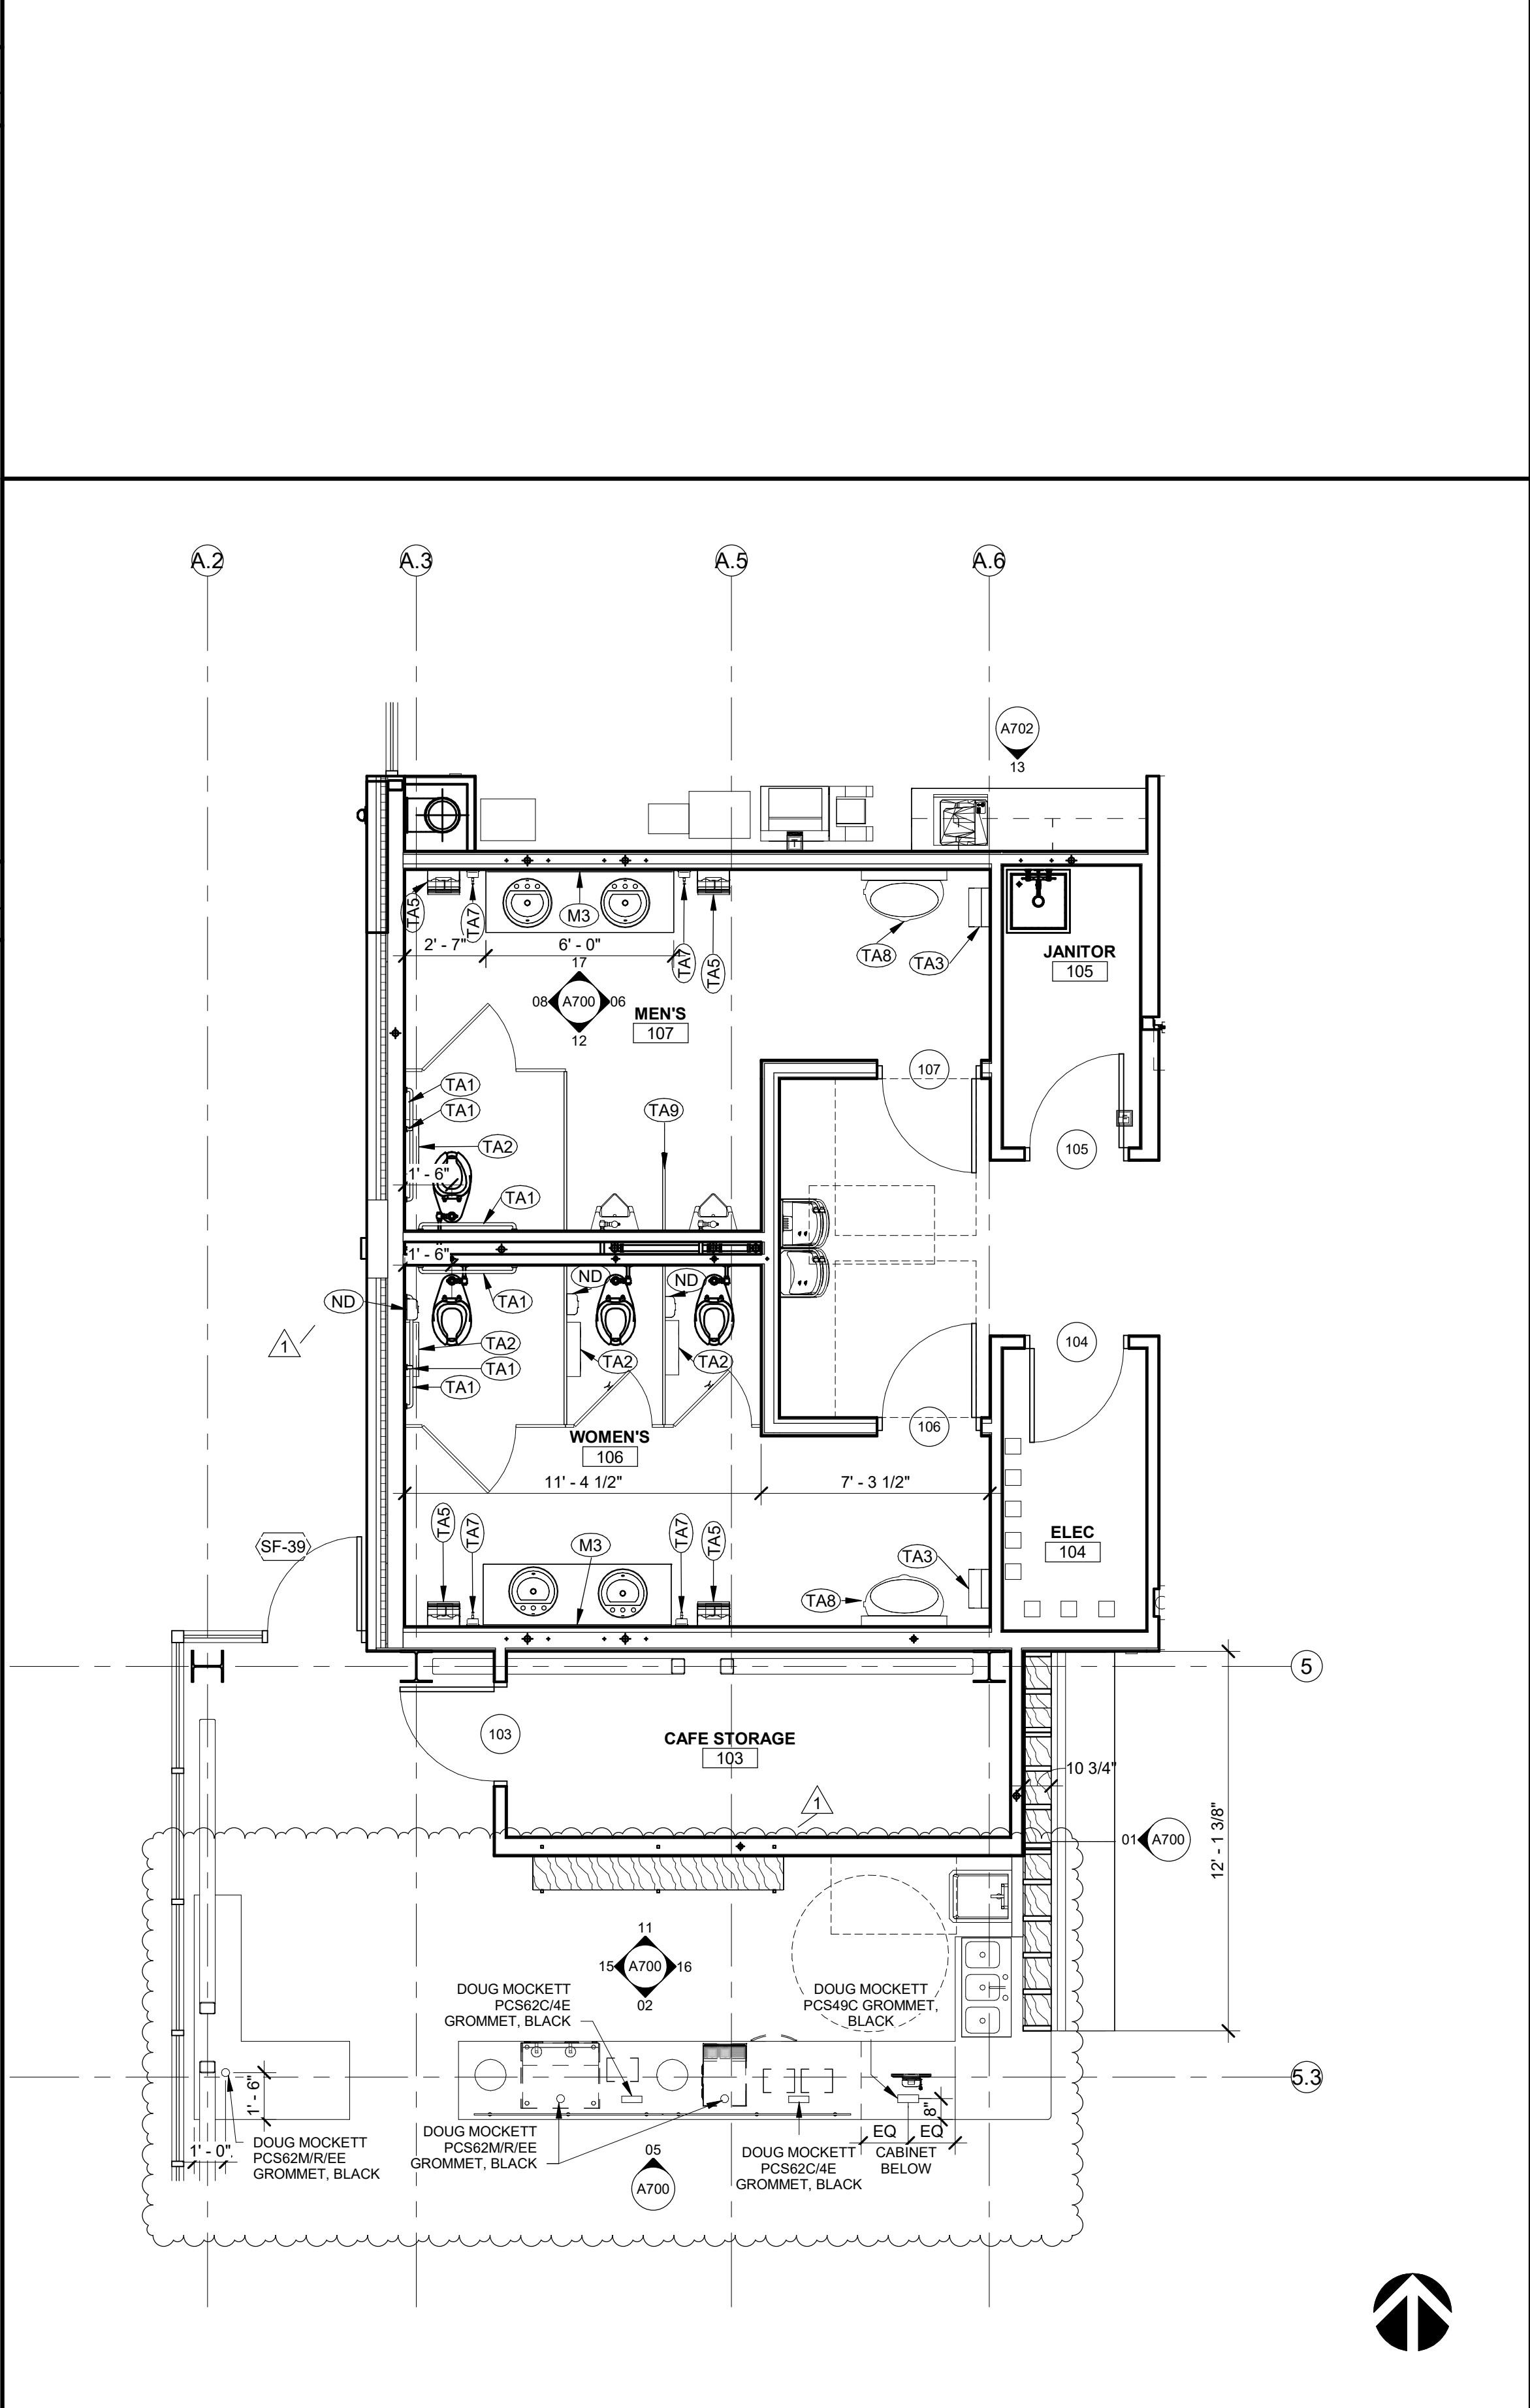 A.2 A.3 A.5 A.6
A702
13
TA5 TA7 M3 TA7 TA5 TA8 TA3
2' - 7" 6' - 0"
JANITOR
105
17
08 A700 06
12
MEN'S
107
107
TA1
TA1
TA9
TA2
105
1' - 6"
TA1
1' - 6"
ND
ND
ND
TA1
1
TA2
TA1
TA1
TA2
TA2
104
106
WOMEN'S
106
11' - 4 1/2" 7' - 3 1/2"
TA5 TA7 M3 TA7 TA5
SF-39
TA3
TA8
ELEC
104
5
103
CAFE STORAGE
103
10 3/4"
1
01 A700
12' - 1 3/8"
11
15 A700 16
02
DOUG MOCKETT
PCS62C/4E
GROMMET, BLACK
DOUG MOCKETT
PCS49C GROMMET,
BLACK
5.3
1' - 6"
8"
1' - 0"
EQ EQ
CABINET
BELOW
DOUG MOCKETT
PCS62M/R/EE
GROMMET, BLACK
DOUG MOCKETT
PCS62M/R/EE
GROMMET, BLACK
DOUG MOCKETT
PCS62C/4E
GROMMET, BLACK
05
A700